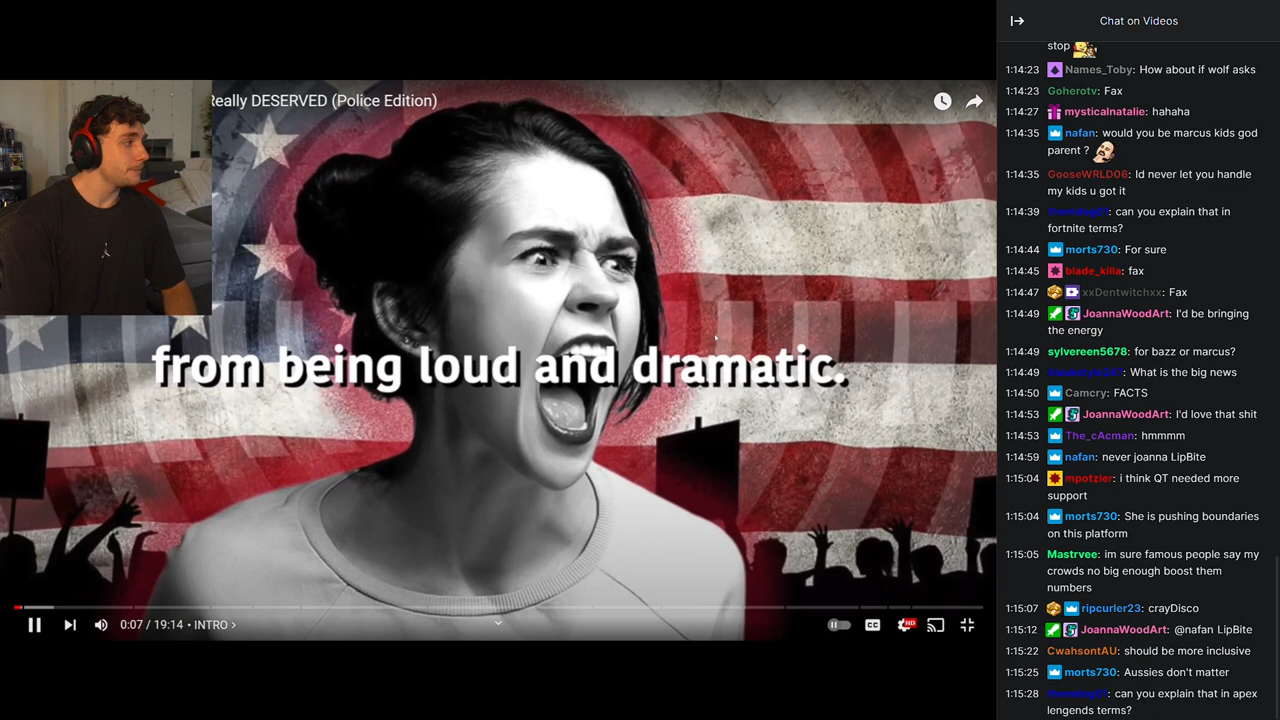 Really DESERVED (Police Edition)
from being loud and dramatic.
0:07 / 19:14 • INTRO
CC
HD
Chat on Videos
stop
1:14:23 Names_Toby: How about if wolf asks
1:14:23 Goherotv: Fax
1:14:27 mysticalnatalie: hahaha
1:14:35 nafan: would you be marcus kids god
parent ?
1:14:35 GooseWRLD06: Id never let you handle
my kids u got it
1:14:39 can you explain that in
fortnite terms?
1:14:44 morts730: For sure
1:14:45 blade_killa: fax
1:14:47 xxDentwitchxx: Fax
1:14:49 JoannaWoodArt: I'd be bringing
the energy
1:14:49 sylvereen5678: for bazz or marcus?
1:14:49 What is the big news
1:14:50 Camcry: FACTS
1:14:53 JoannaWoodArt: I'd love that shit
1:14:53 The_cAcman: hmmmm
1:14:59 nafan: never joanna LipBite
1:15:04 mpotzler: i think QT needed more
support
1:15:04 morts730: She is pushing boundaries
on this platform
1:15:05 Mastrvee: im sure famous people say my
crowds no big enough boost them
numbers
1:15:07 ripcurler23: crayDisco
1:15:12 JoannaWoodArt: @nafan LipBite
1:15:22 CwahsontAU: should be more inclusive
1:15:25 morts730: Aussies don't matter
1:15:28 can you explain that in apex
lengends terms?